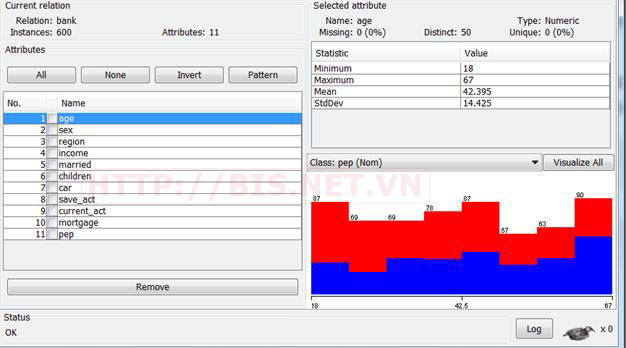 Current relation
Relation: bank
Instances: 600 Attributes: 11
Attributes
All None Invert Pattern
No. Name
1 age
2 sex
3 region
4 income
5 married
6 children
7 car
8 save_act
9 current_act
10 mortgage
11 pep
HTTP://BIS.NET.VN
Remove
Selected attribute
Name: age Type: Numeric
Missing: 0 (0%) Distinct: 50 Unique: 0 (0%)
Statistic Value
Minimum 18
Maximum 67
Mean 42.395
StdDev 14.425
Class: pep (Nom) Visualize All
87 69 69 78 87 57 63 90
18 42.5 67
Status
OK
Log x 0